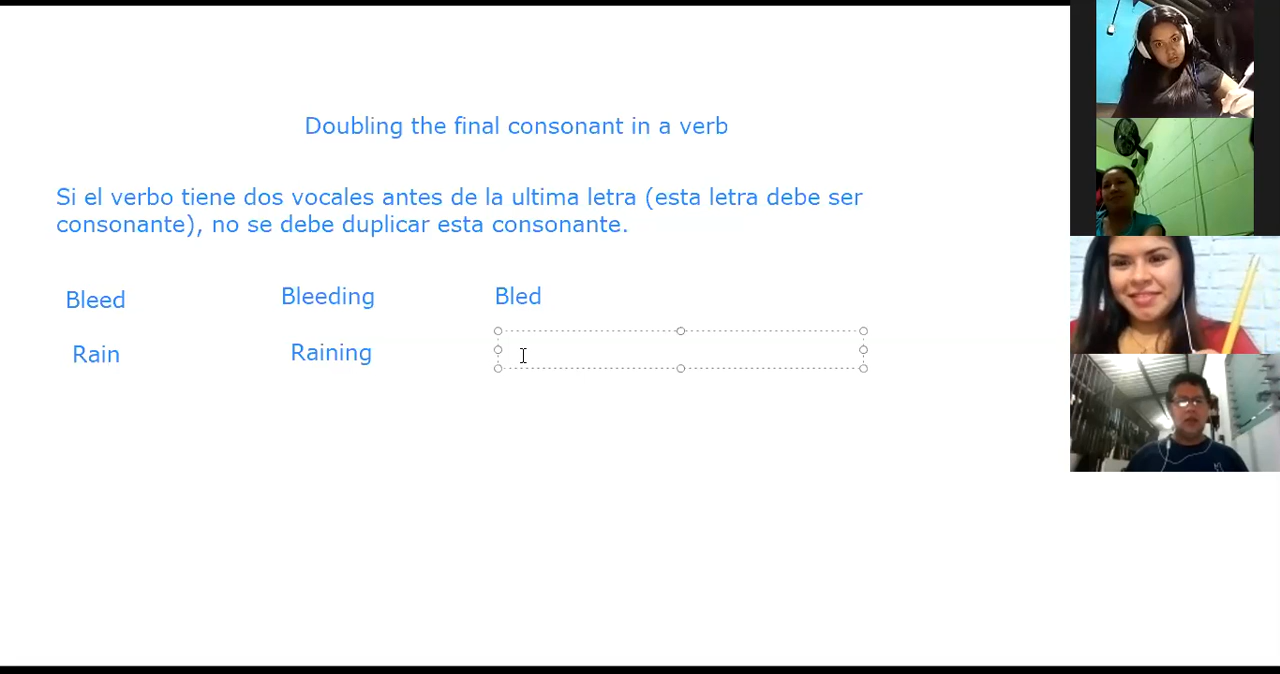 Doubling the final consonant in a verb
Si el verbo tiene dos vocales antes de la ultima letra (esta letra debe ser
consonante), no se debe duplicar esta consonante.
Bleed Bleeding Bled
Rain Raining